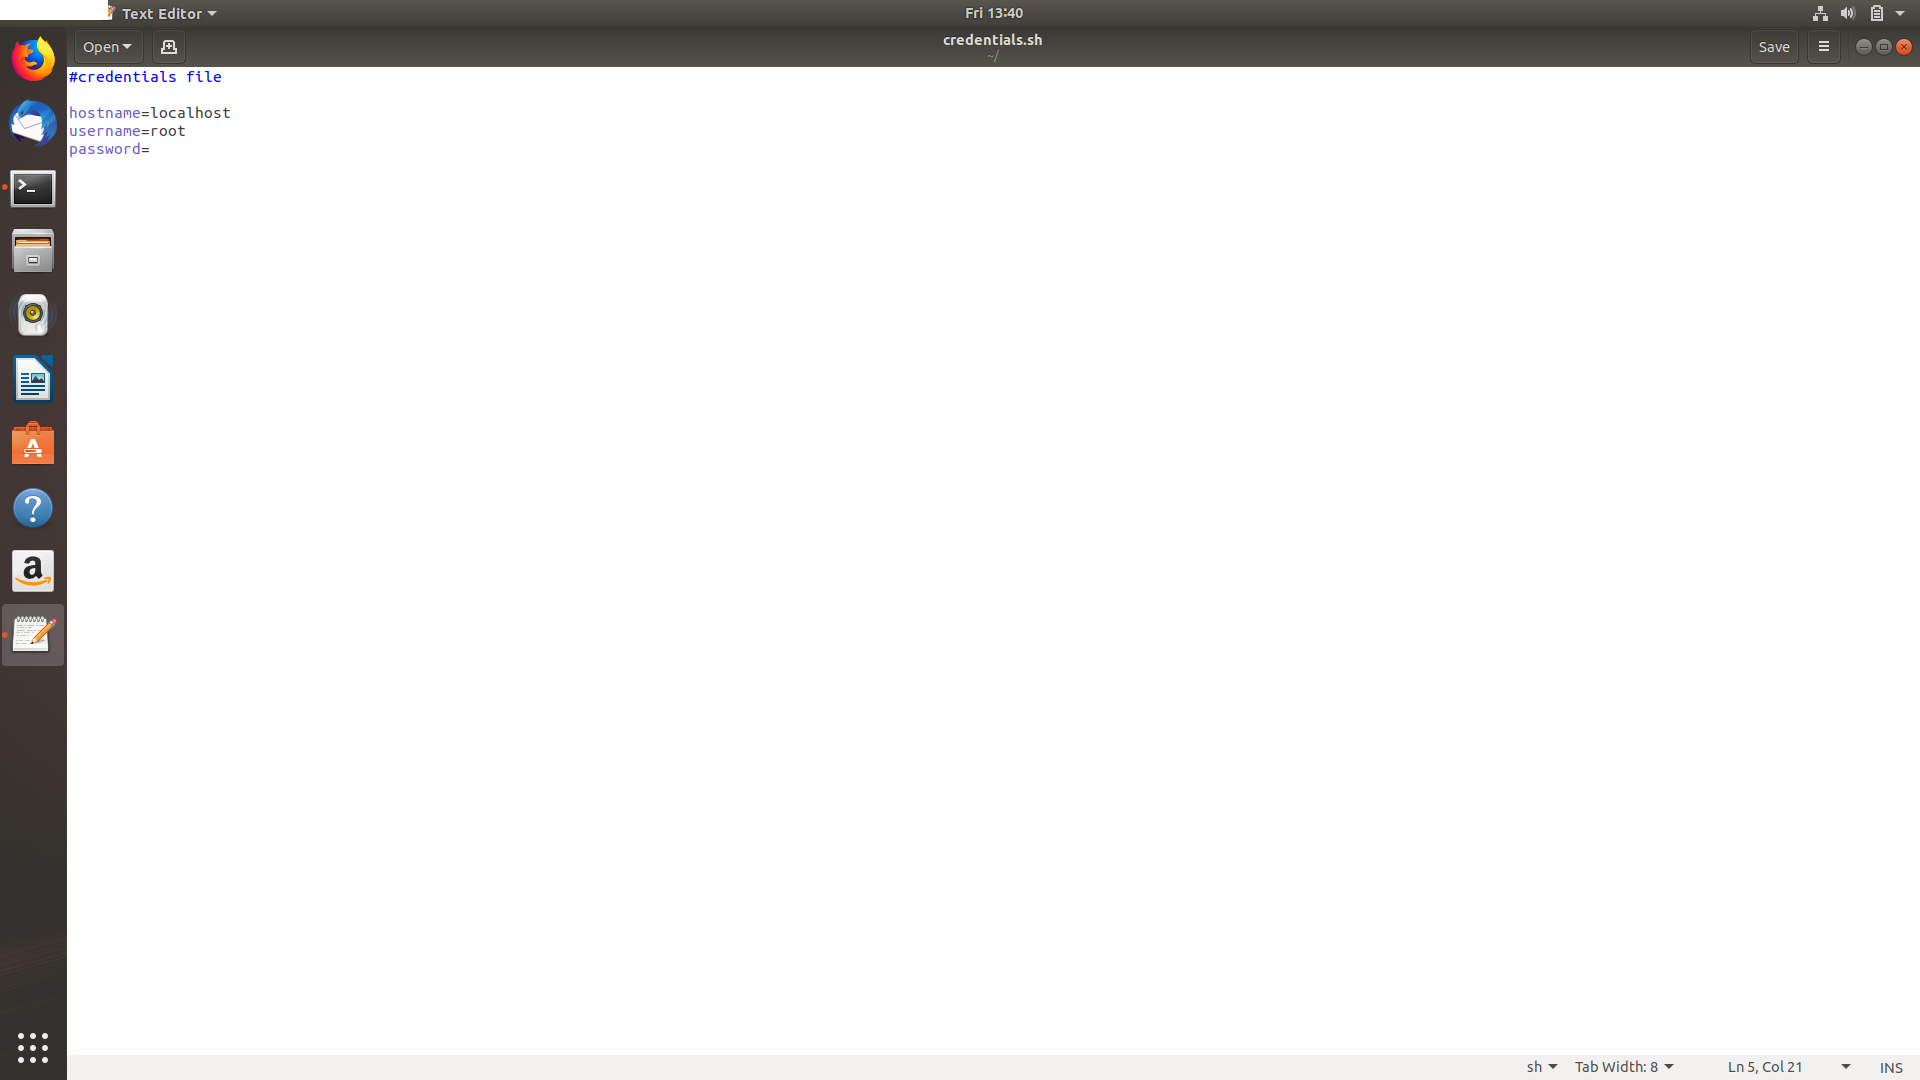 Text Editor
Fri 13:40
Open
credentials.sh
~/
Save
#credentials file
hostname=localhost
username=root
password=
sh
Tab Width: 8
Ln 5, Col 21
INS